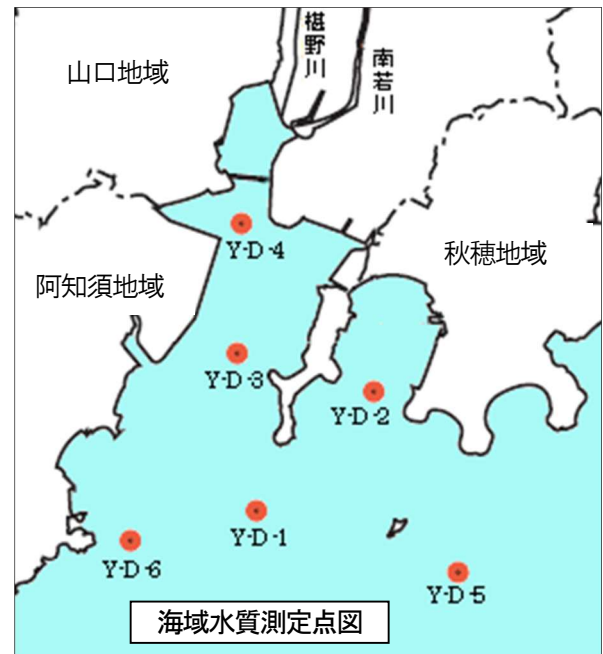 山口地域
椹野川
南若川
Y-D-4
秋穂地域
阿知須地域
Y-D-3
Y-D-2
Y-D-1
Y-D-6
Y-D-5
海域水質測定点図